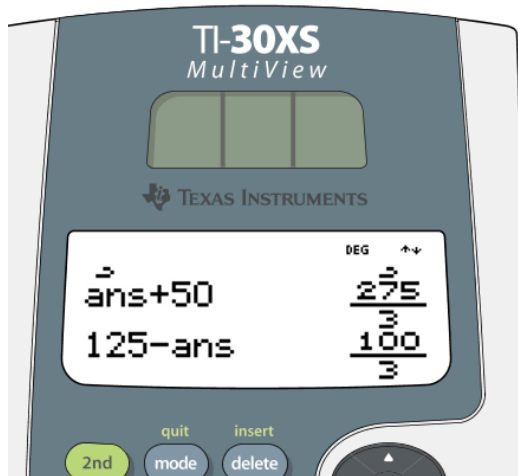 TI-30XS
MultiView
TEXAS INSTRUMENTS
DEG
ans+50 275/3
125-ans 100/3
quit insert
2nd mode delete